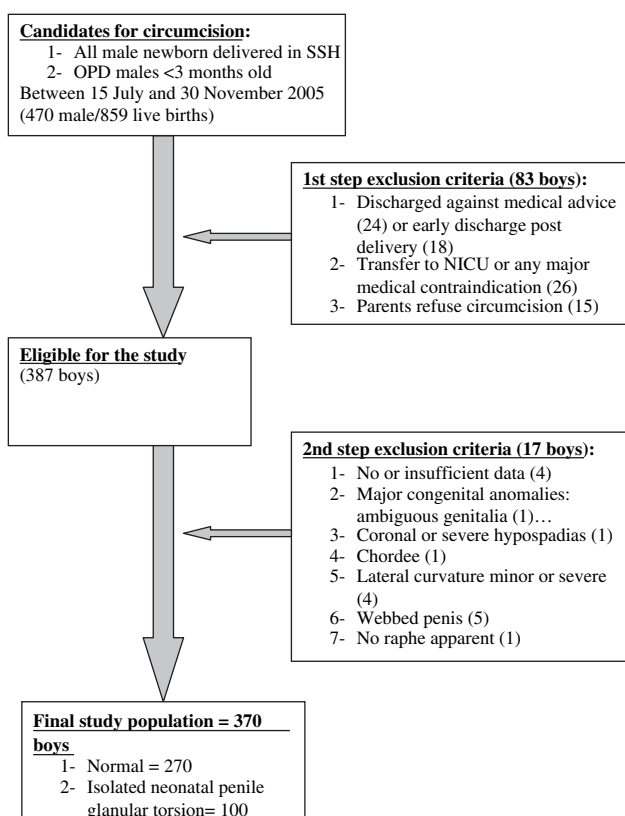 Candidates for circumcision:
1- All male newborn delivered in SSH
2- OPD males <3 months old
Between 15 July and 30 November 2005
(470 male/859 live births)
1st step exclusion criteria (83 boys):
1- Discharged against medical advice
(24) or early discharge post
delivery (18)
2- Transfer to NICU or any major
medical contraindication (26)
3- Parents refuse circumcision (15)
Eligible for the study
(387 boys)
2nd step exclusion criteria (17 boys):
1- No or insufficient data (4)
2- Major congenital anomalies:
ambiguous genitalia (1)…
3- Coronal or severe hypospadias (1)
4- Chordee (1)
5- Lateral curvature minor or severe
(4)
6- Webbed penis (5)
7- No raphe apparent (1)
Final study population = 370
boys
1- Normal = 270
2- Isolated neonatal penile
glanular torsion= 100